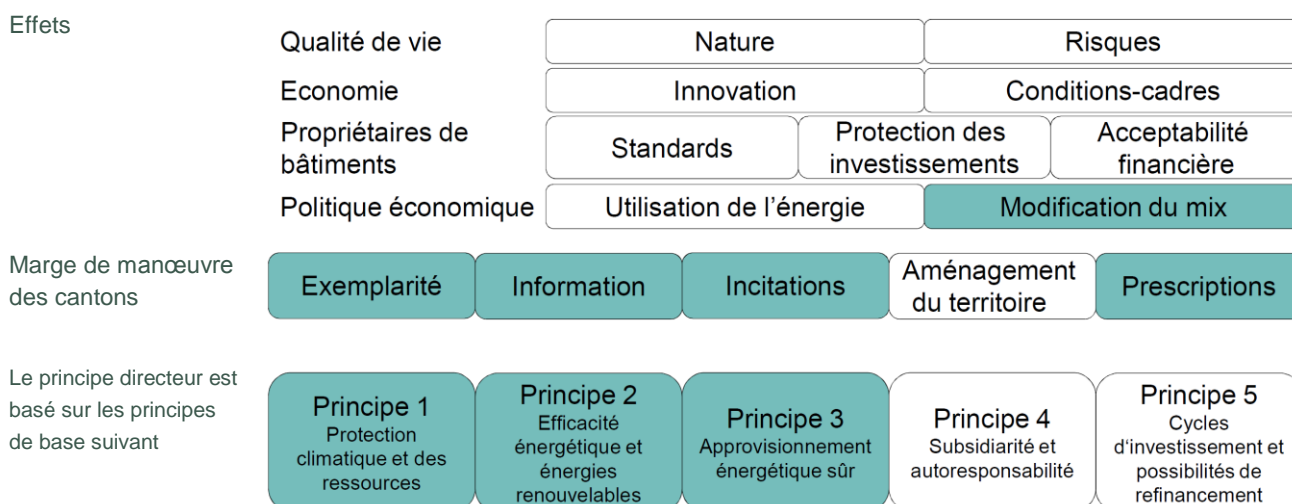 Effets
Qualité de vie
Nature
Risques
Economie
Innovation
Conditions-cadres
Propriétaires de
bâtiments
Standards
Protection des
investissements
Acceptabilité
financière
Politique économique
Utilisation de l'énergie
Modification du mix
Marge de manœuvre
des cantons
Exemplarité
Information
Incitations
Aménagement
du territoire
Prescriptions
Le principe directeur est
basé sur les principes
de base suivant
Principe 1
Protection
climatique et des
ressources
Principe 2
Efficacité
énergétique et
énergies
renouvelables
Principe 3
Approvisionnement
énergétique sûr
Principe 4
Subsidiarité et
autoresponsabilité
Principe 5
Cycles
d'investissement et
possibilités de
refinancement